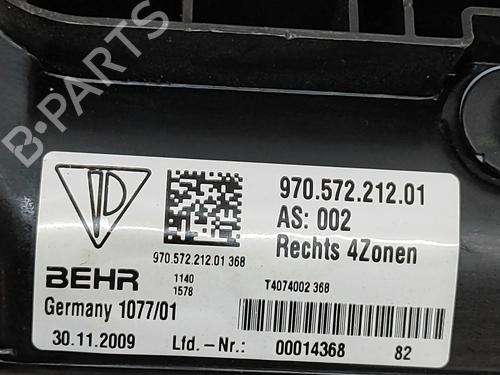 B-PARTS
970.572.212.01
AS: 002
Rechts 4Zonen
970.572.212.01 368
BEHR
1140
1578
T4074002 368
Germany 1077/01
30.11.2009 Lfd.-Nr.: 00014368 82